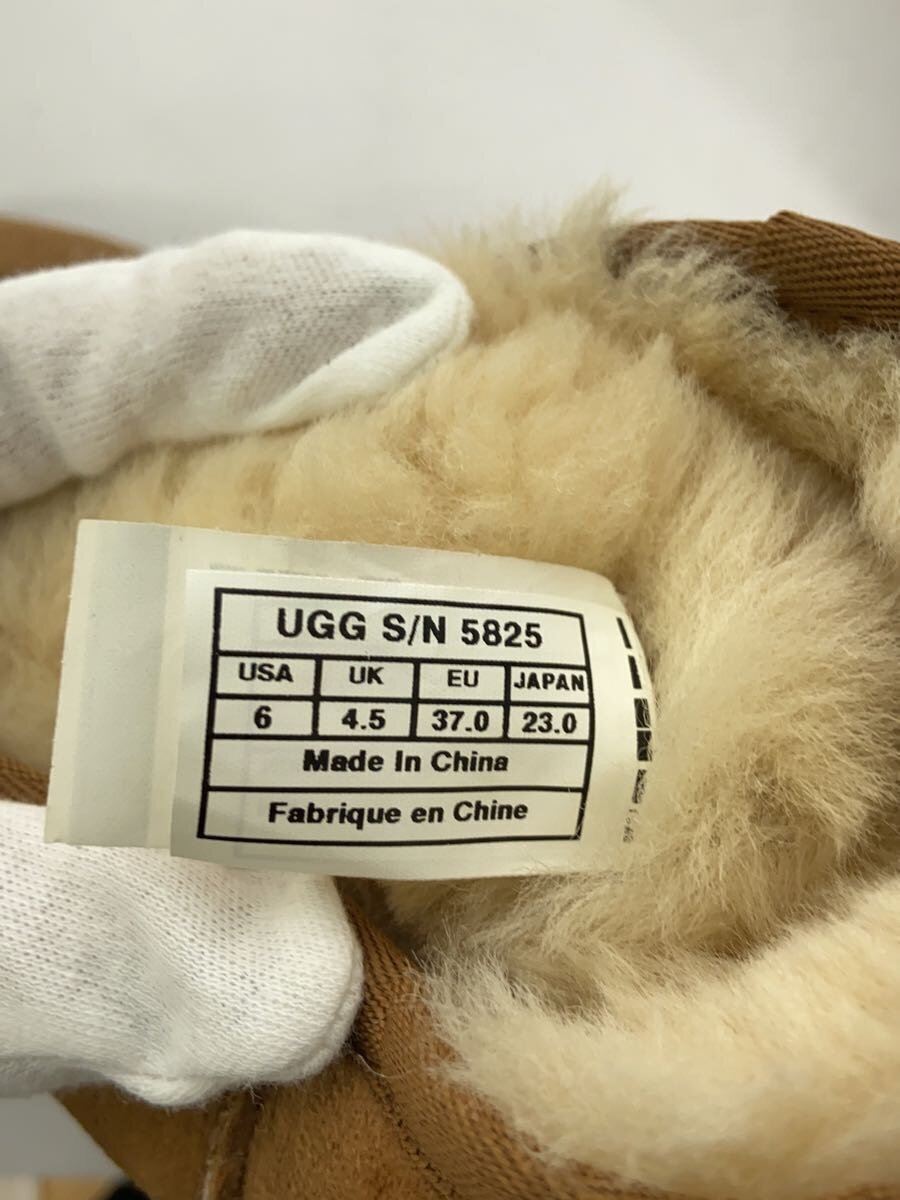 UGG S/N 5825
USA UK EU JAPAN
6 4.5 37.0 23.0
Made In China
Fabrique en Chine